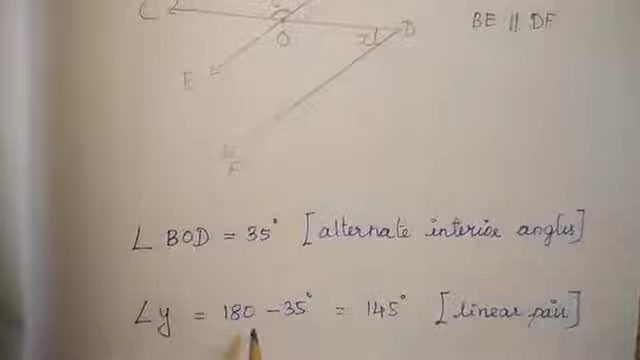 C
O
x
D
BE || DF
E
F
∠ BOD = 35° [alternate interior angles]
∠y = 180 - 35° = 145° [linear pair]